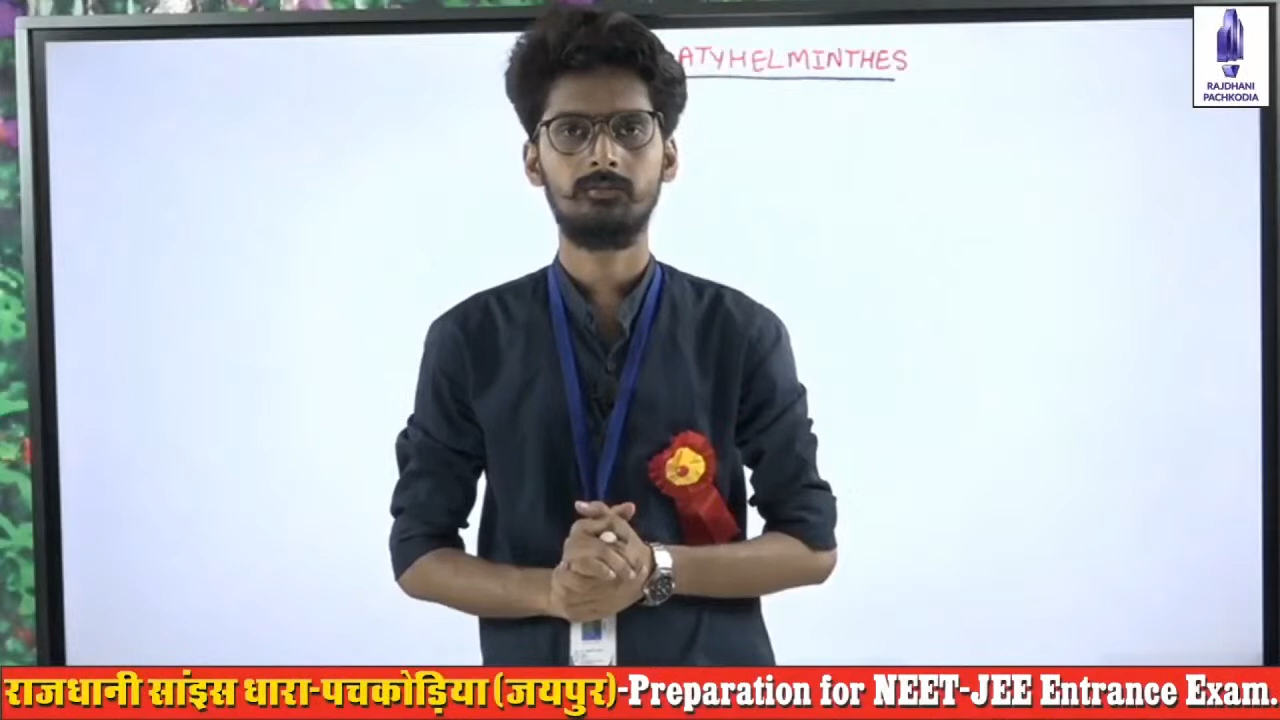 ATYHELMINTHES
RAJDHANI
PACHKODIA
राजधानी सांइस धारा-पचकोड़िया (जयपुर)-Preparation for NEET-JEE Entrance Exam.